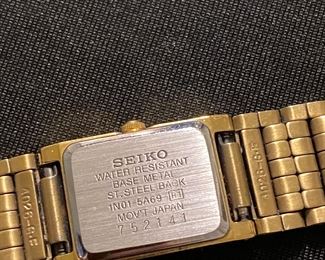 SEIKO
WATER RESISTANT
BASE METAL
ST.STEEL BACK
1N01-5A69
MOV'T JAPAN
752141